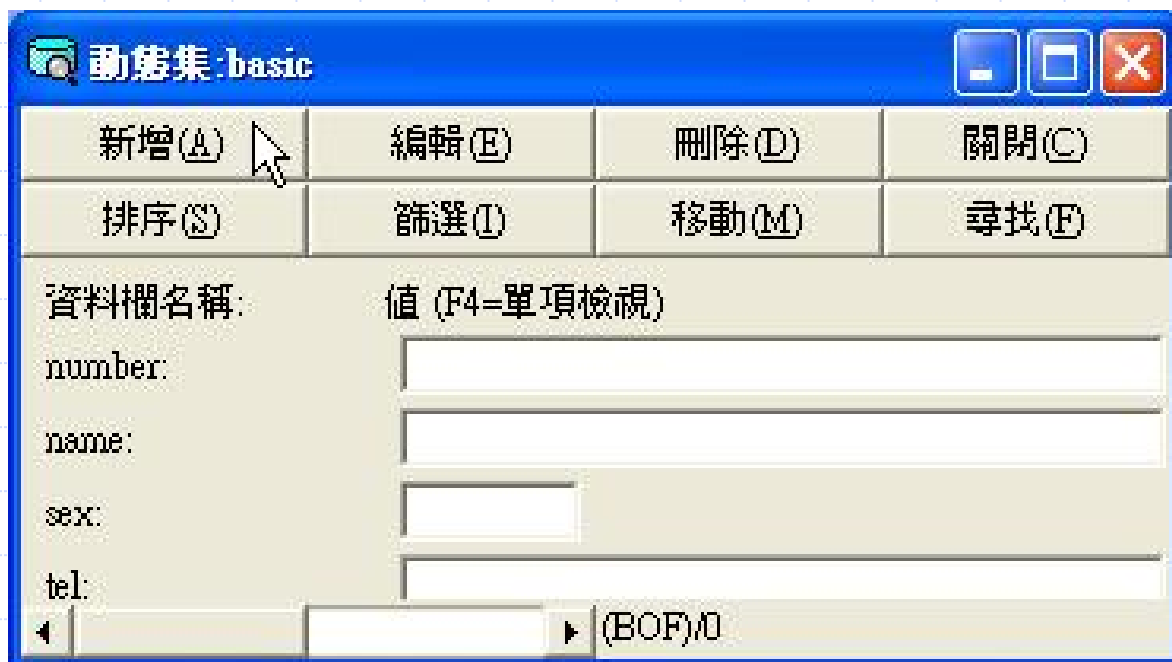 動態集:basic
新增(A) 編輯(E) 刪除(D) 關閉(C)
排序(S) 篩選(I) 移動(M) 尋找(F)
資料欄名稱: 值 (F4=單項檢視)
number:
name:
sex:
tel:
(BOF)/0